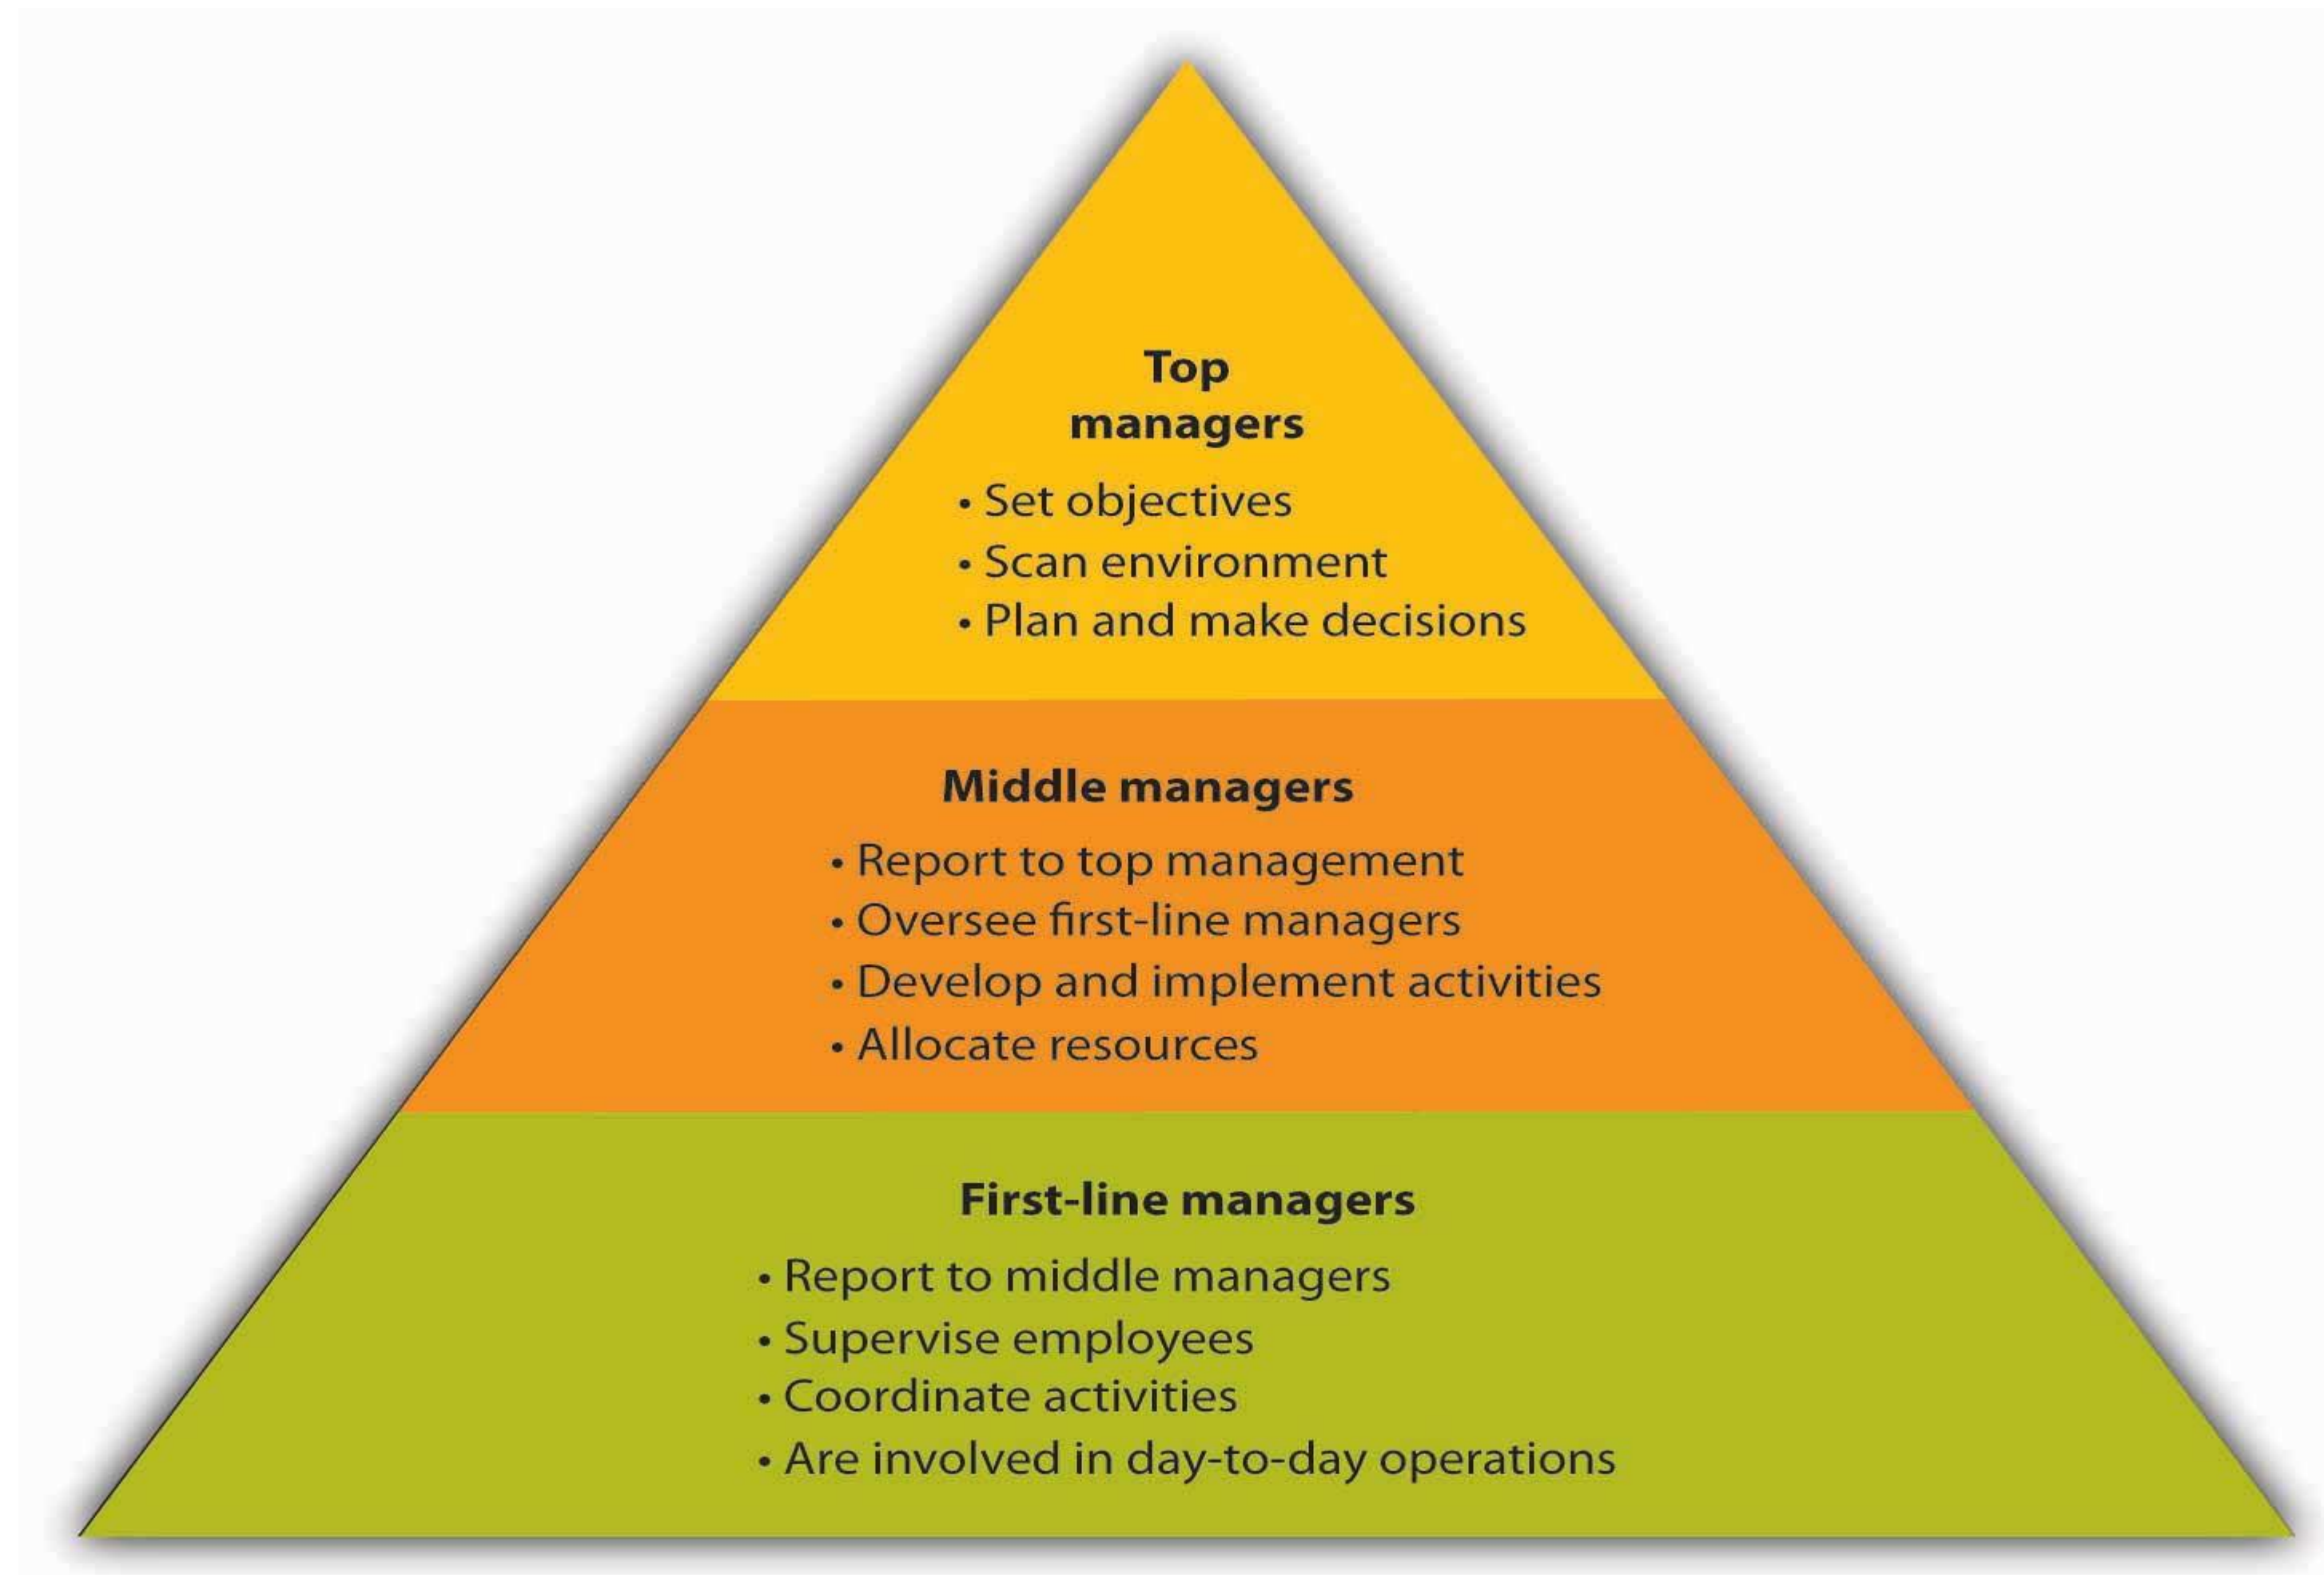 Top
managers
• Set objectives
• Scan environment
• Plan and make decisions
Middle managers
• Report to top management
• Oversee first-line managers
• Develop and implement activities
• Allocate resources
First-line managers
• Report to middle managers
• Supervise employees
• Coordinate activities
• Are involved in day-to-day operations